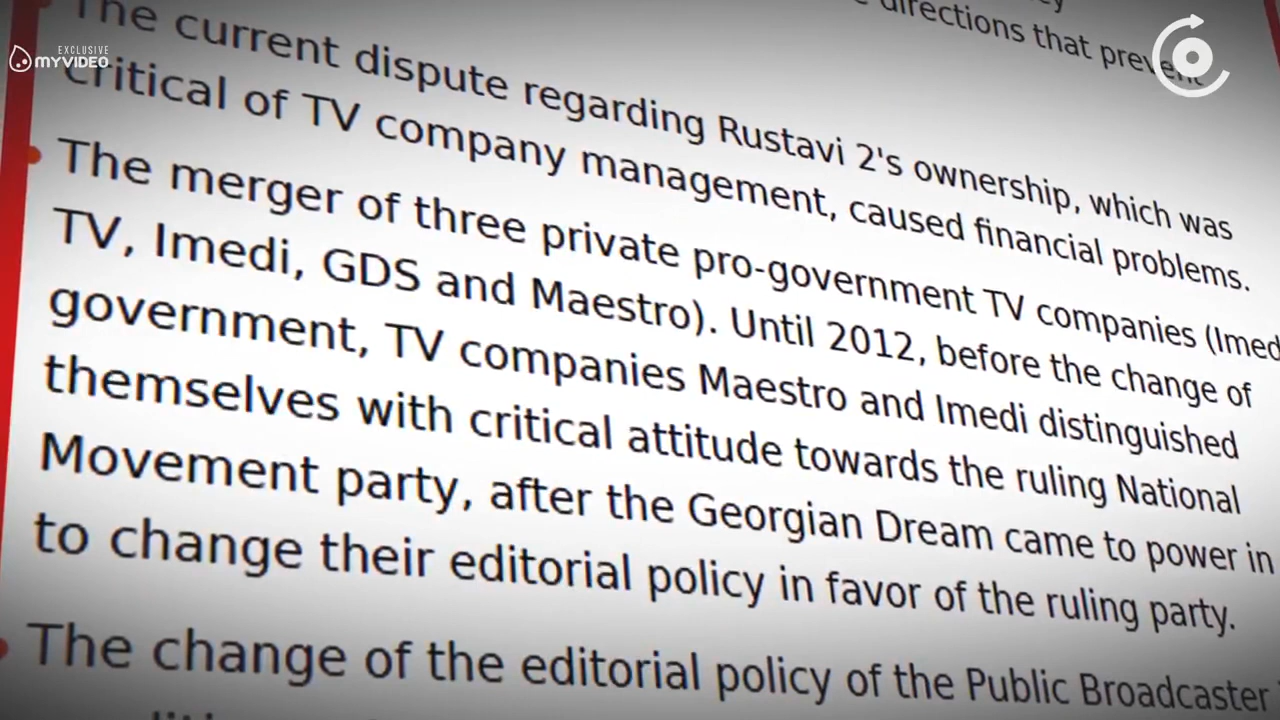 EXCLUSIVE
MYVIDEO
directions that prevent
The current dispute regarding Rustavi 2's ownership, which was
critical of TV company management, caused financial problems.
The merger of three private pro-government TV companies (Imed
TV, Imedi, GDS and Maestro). Until 2012, before the change of
government, TV companies Maestro and Imedi distinguished
themselves with critical attitude towards the ruling National
Movement party, after the Georgian Dream came to power in
to change their editorial policy in favor of the ruling party.
The change of the editorial policy of the Public Broadcaster